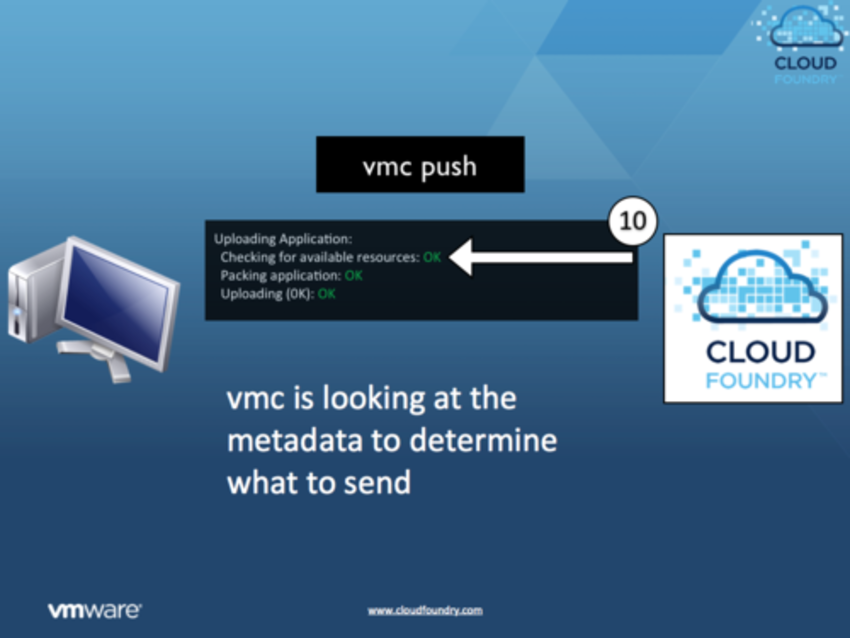 CLOUD
FOUNDRY™
vmc push
10
Uploading Application:
Checking for available resources: OK
Packing application: OK
Uploading (0K): OK
CLOUD
FOUNDRY™
vmc is looking at the
metadata to determine
what to send
vmware®
www.cloudfoundry.com